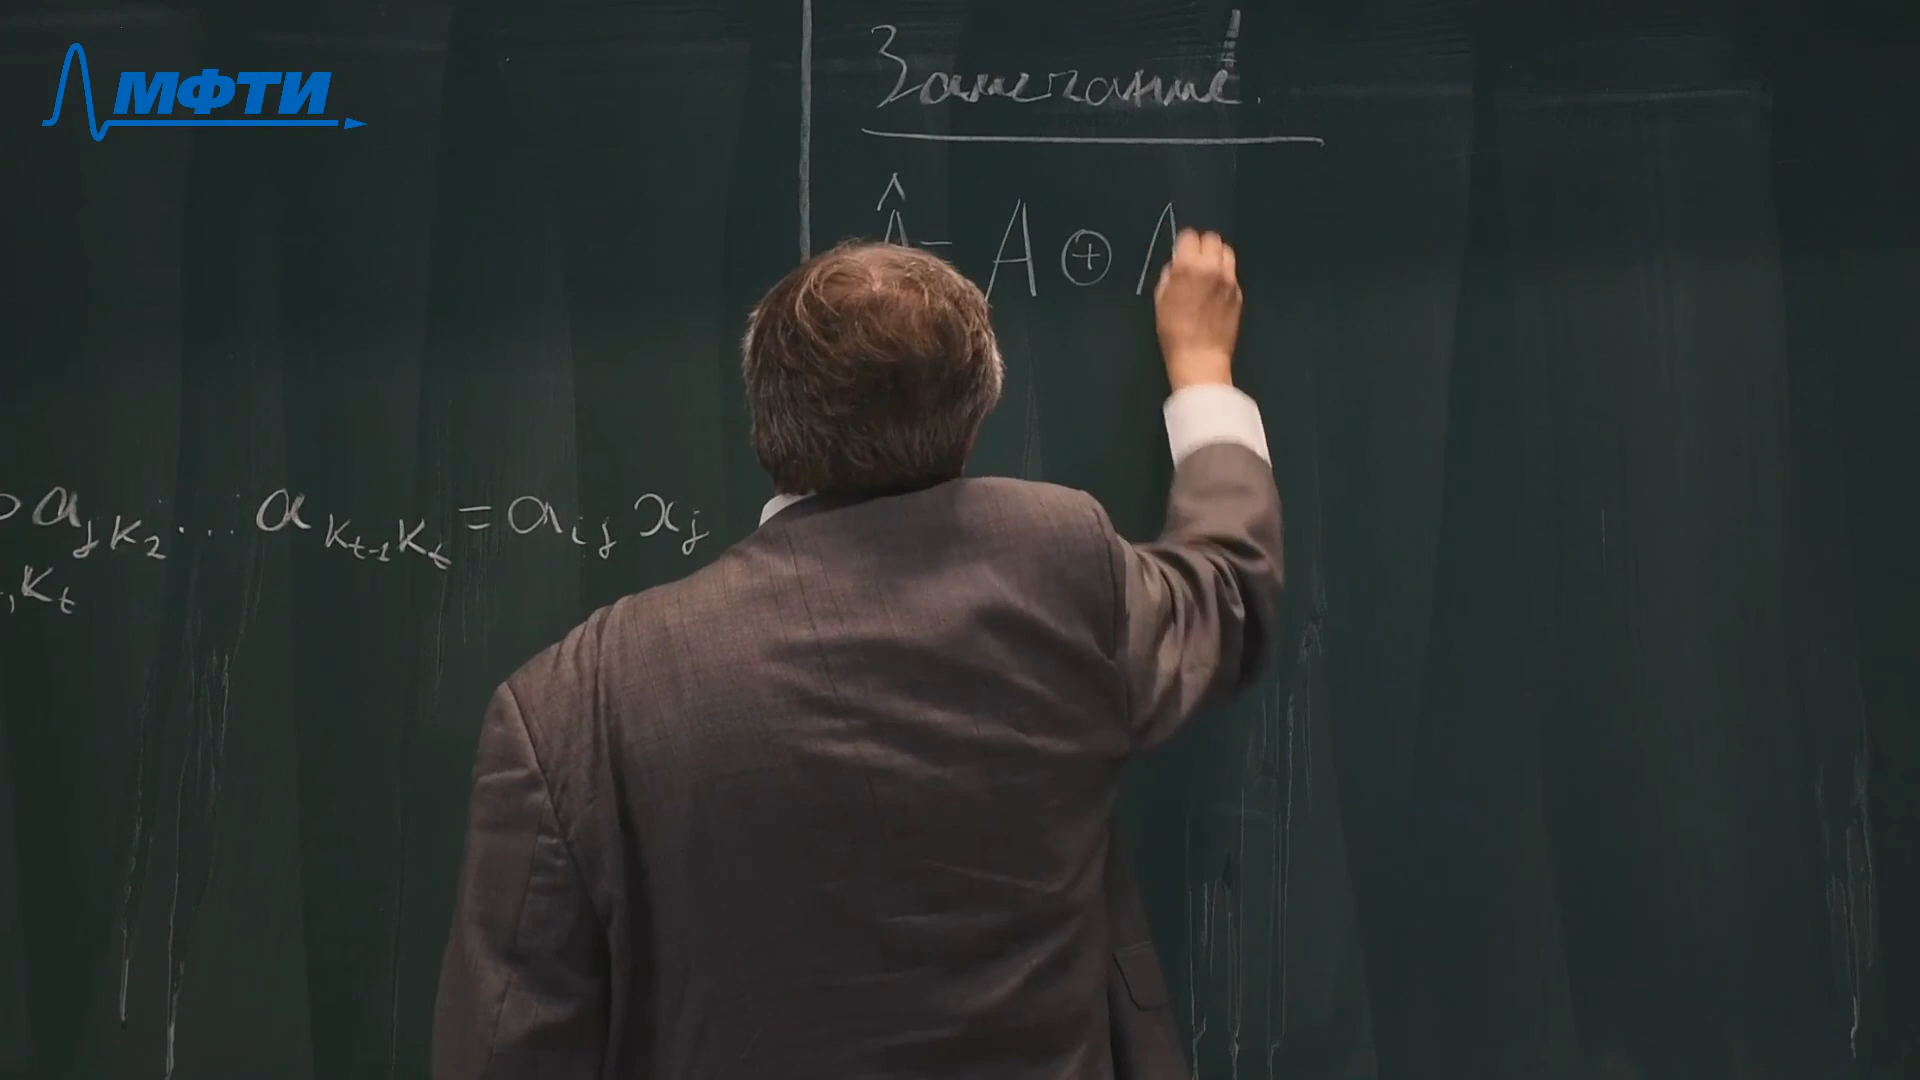 МФТИ
Замечание.
Â = A ⊕ A
a_{jk_2} ... a_{k_{t-1}k_t} = a_{ij} x_j
,k_t